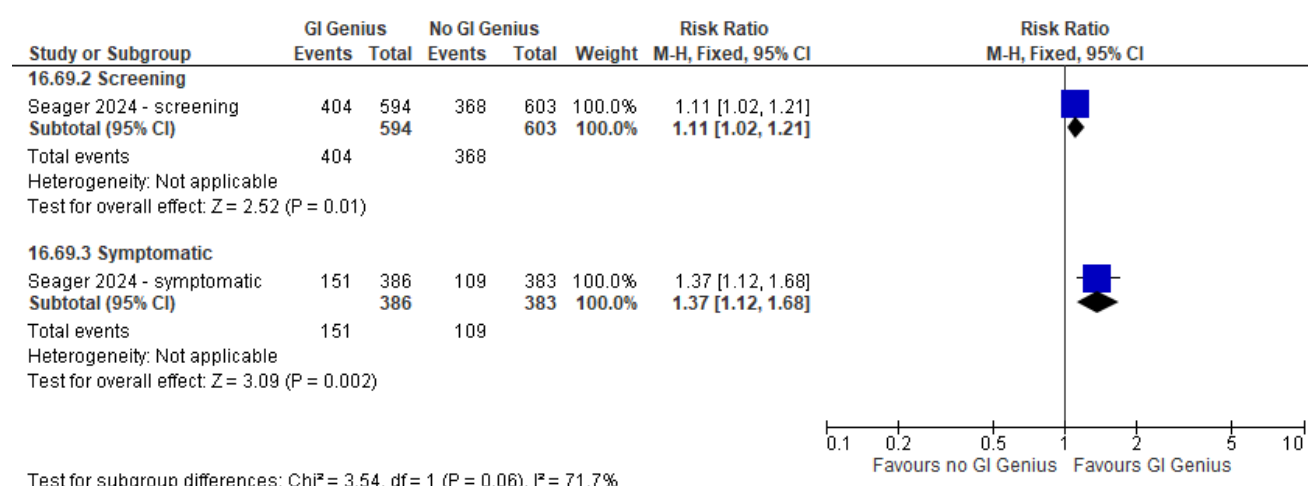 GI Genius No GI Genius Risk Ratio Risk Ratio
Study or Subgroup Events Total Events Total Weight M-H, Fixed, 95% CI M-H, Fixed, 95% CI
16.69.2 Screening
Seager 2024 - screening 404 594 368 603 100.0% 1.11 [1.02, 1.21]
Subtotal (95% CI) 594 603 100.0% 1.11 [1.02, 1.21]
Total events 404 368
Heterogeneity: Not applicable
Test for overall effect: Z = 2.52 (P = 0.01)
16.69.3 Symptomatic
Seager 2024 - symptomatic 151 386 109 383 100.0% 1.37 [1.12, 1.68]
Subtotal (95% CI) 386 383 100.0% 1.37 [1.12, 1.68]
Total events 151 109
Heterogeneity: Not applicable
Test for overall effect: Z = 3.09 (P = 0.002)
0.1 0.2 0.5 1 2 5 10
Favours no GI Genius Favours GI Genius
Test for subgroup differences: Chi² = 3.54, df = 1 (P = 0.06), I² = 71.7%